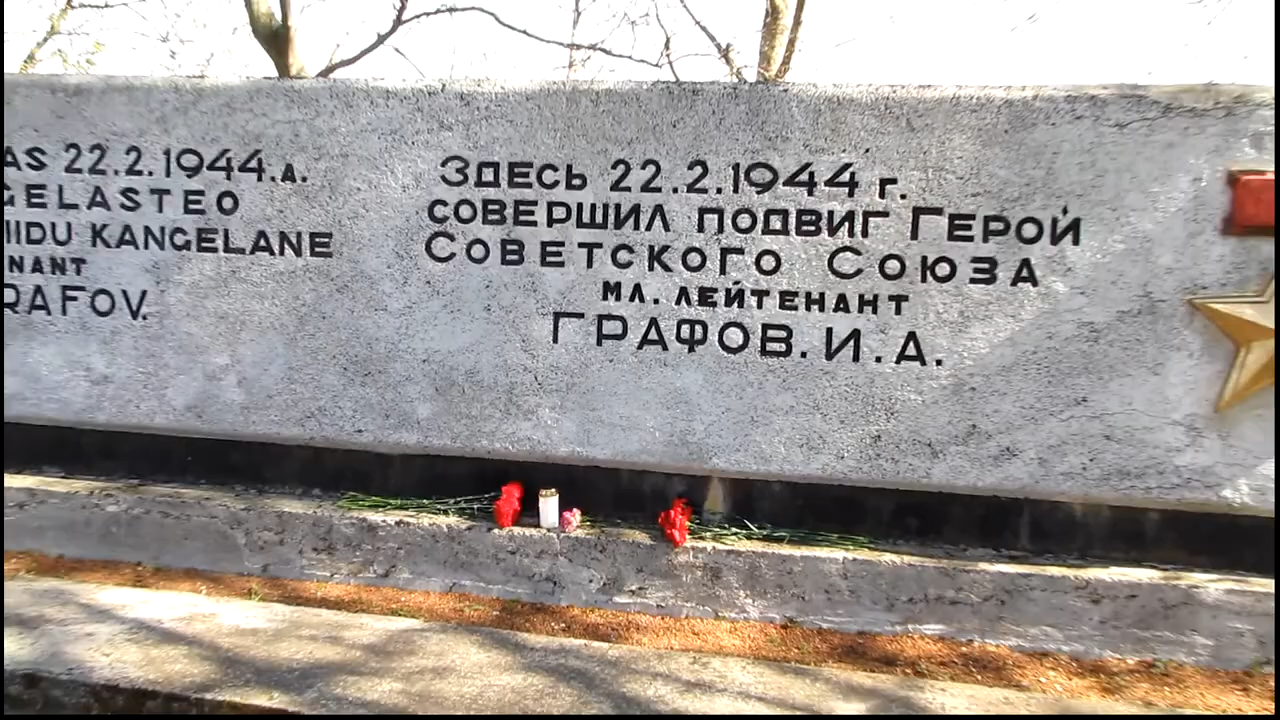 AS 22.2.1944.A.
GELASTEO
IIDU KANGELANE
NANT
RAFOV.
ЗДЕСЬ 22.2.1944 г.
СОВЕРШИЛ ПОДВИГ ГЕРОЙ
СОВЕТСКОГО СОЮЗА
МЛ. ЛЕЙТЕНАНТ
ГРАФОВ. И. А.